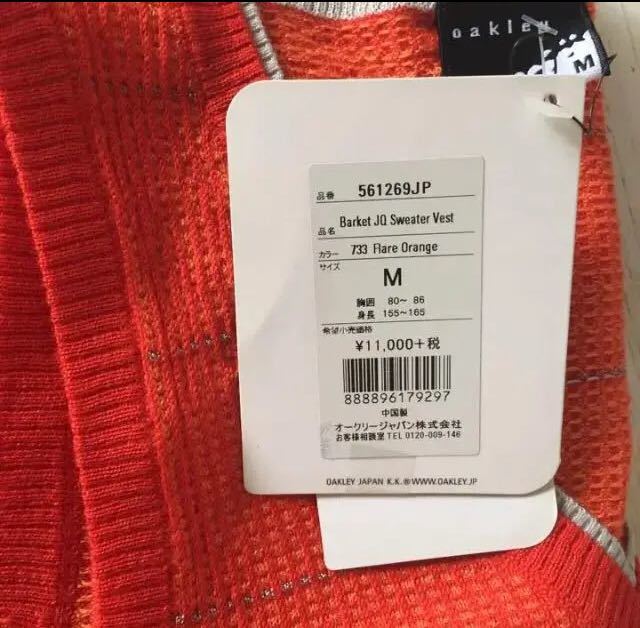 oakley
M
品番 561269JP
品名 Barket JQ Sweater Vest
カラー 733 Flare Orange
サイズ
M
胸囲 80~ 86
身長 155~165
希望小売価格
¥11,000+税
888896179297
中国製
オークリージャパン株式会社
お客様相談室 TEL 0120-009-146
OAKLEY JAPAN K.K.®WWW.OAKLEY.JP